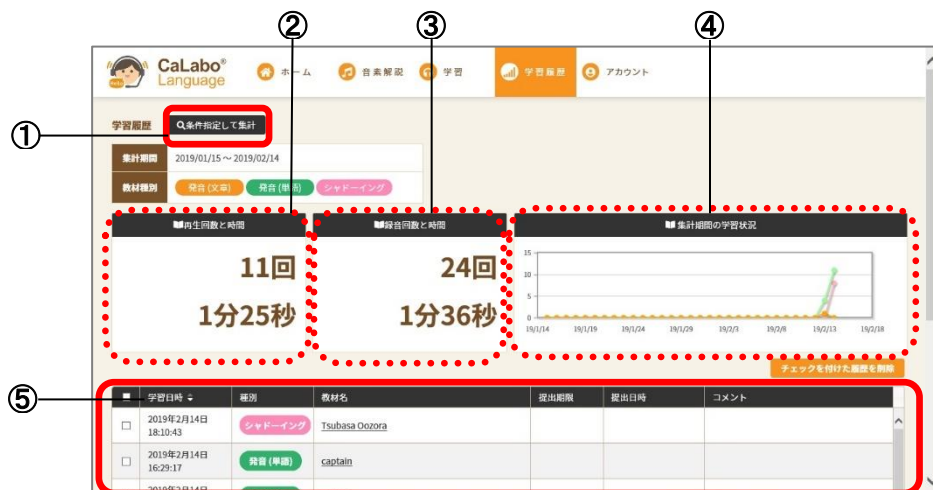 ② ③ ④
CaLabo®
Language
ホーム 音素解説 学習 学習履歴 アカウント
①
学習履歴 条件指定して集計
集計期間 2019/01/15～2019/02/14
教材種別 発音(文章) 発音(単語) シャドーイング
再生回数と時間 録音回数と時間 集計期間の学習状況
11回
1分25秒
24回
1分36秒
15
10
5
0
19/1/14 19/1/19 19/1/24 19/1/29 19/2/3 19/2/8 19/2/13 19/2/18
チェックを付けた履歴を削除
⑤
学習日時 種別 教材名 提出期限 提出日時 コメント
2019年2月14日
18:10:43
シャドーイング Tsubasa Oozora
2019年2月14日
16:29:17
発音(単語) captain
2019年2月14日